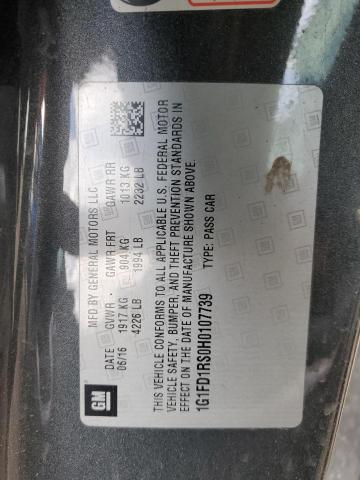 MFD BY GENERAL MOTORS LLC
DATE GVWR GAWR FRT GAWR RR
06/16 1917 KG 904 KG 1013 KG
4226 LB 1994 LB 2232 LB
THIS VEHICLE CONFORMS TO ALL APPLICABLE U.S. FEDERAL MOTOR
VEHICLE SAFETY, BUMPER, AND THEFT PREVENTION STANDARDS IN
EFFECT ON THE DATE OF MANUFACTURE SHOWN ABOVE.
1G1FD1RS0H0107739 TYPE: PASS CAR
GM